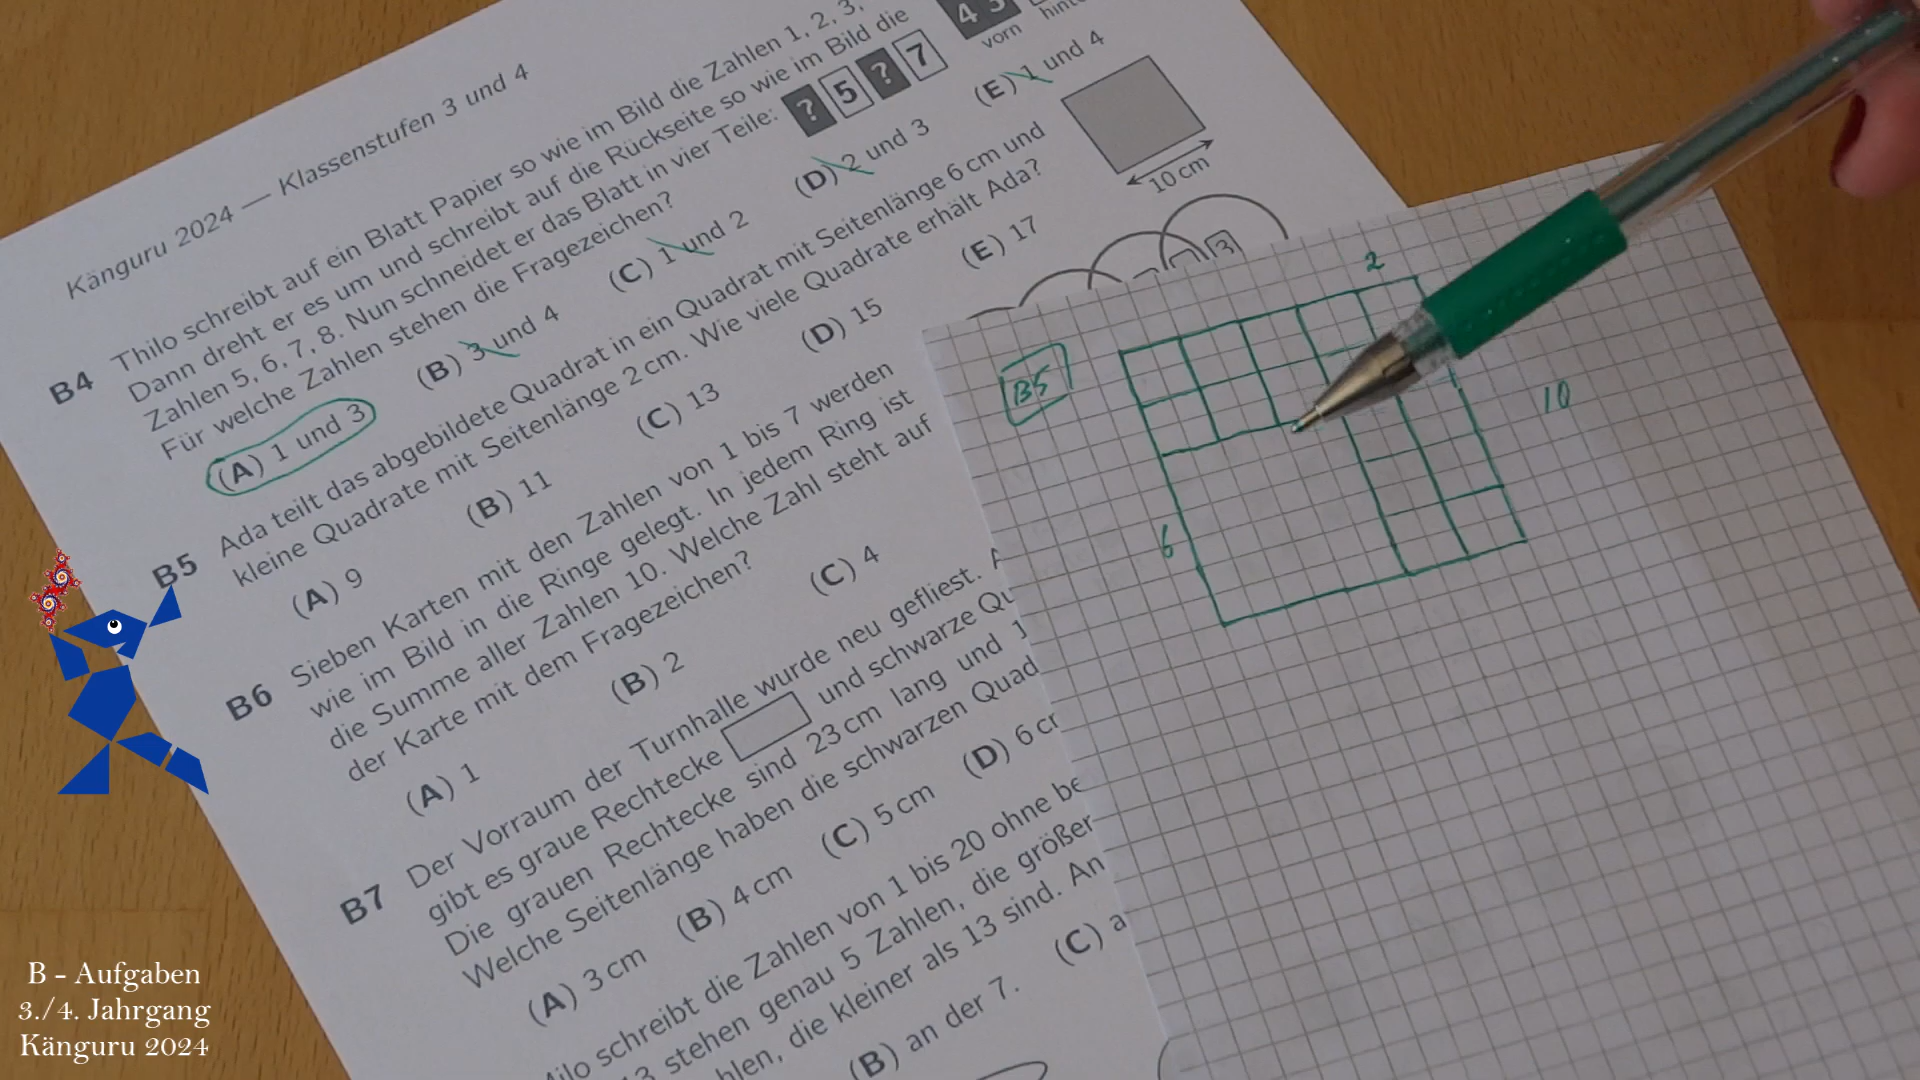 Känguru 2024 — Klassenstufen 3 und 4
B4 Thilo schreibt auf ein Blatt Papier so wie im Bild die Zahlen 1, 2, 3,
Dann dreht er es um und schreibt auf die Rückseite so wie im Bild die
Zahlen 5, 6, 7, 8. Nun schneidet er das Blatt in vier Teile: ? 5 ? 7
Für welche Zahlen stehen die Fragezeichen?
4 3
vorn
(A) 1 und 3 (B) 3 und 4 (C) 1 und 2 (D) 2 und 3 (E) 1 und 4
B5 Ada teilt das abgebildete Quadrat in ein Quadrat mit Seitenlänge 6 cm und
kleine Quadrate mit Seitenlänge 2 cm. Wie viele Quadrate erhält Ada?
10 cm
(A) 9 (B) 11 (C) 13 (D) 15 (E) 17
B6 Sieben Karten mit den Zahlen von 1 bis 7 werden
wie im Bild in die Ringe gelegt. In jedem Ring ist
die Summe aller Zahlen 10. Welche Zahl steht auf
der Karte mit dem Fragezeichen?
3
(A) 1 (B) 2 (C) 4
B7 Der Vorraum der Turnhalle wurde neu gefliest.
gibt es graue Rechtecke und schwarze
Die grauen Rechtecke sind 23 cm lang und
Welche Seitenlänge haben die schwarzen
(A) 3 cm (B) 4 cm (C) 5 cm (D) 6
schreibt die Zahlen von 1 bis 20 ohne
stehen genau 5 Zahlen, die größer
die kleiner als 13 sind. An
(B) an der 7. (C)
B5
2
10
6
B - Aufgaben
3./4. Jahrgang
Känguru 2024